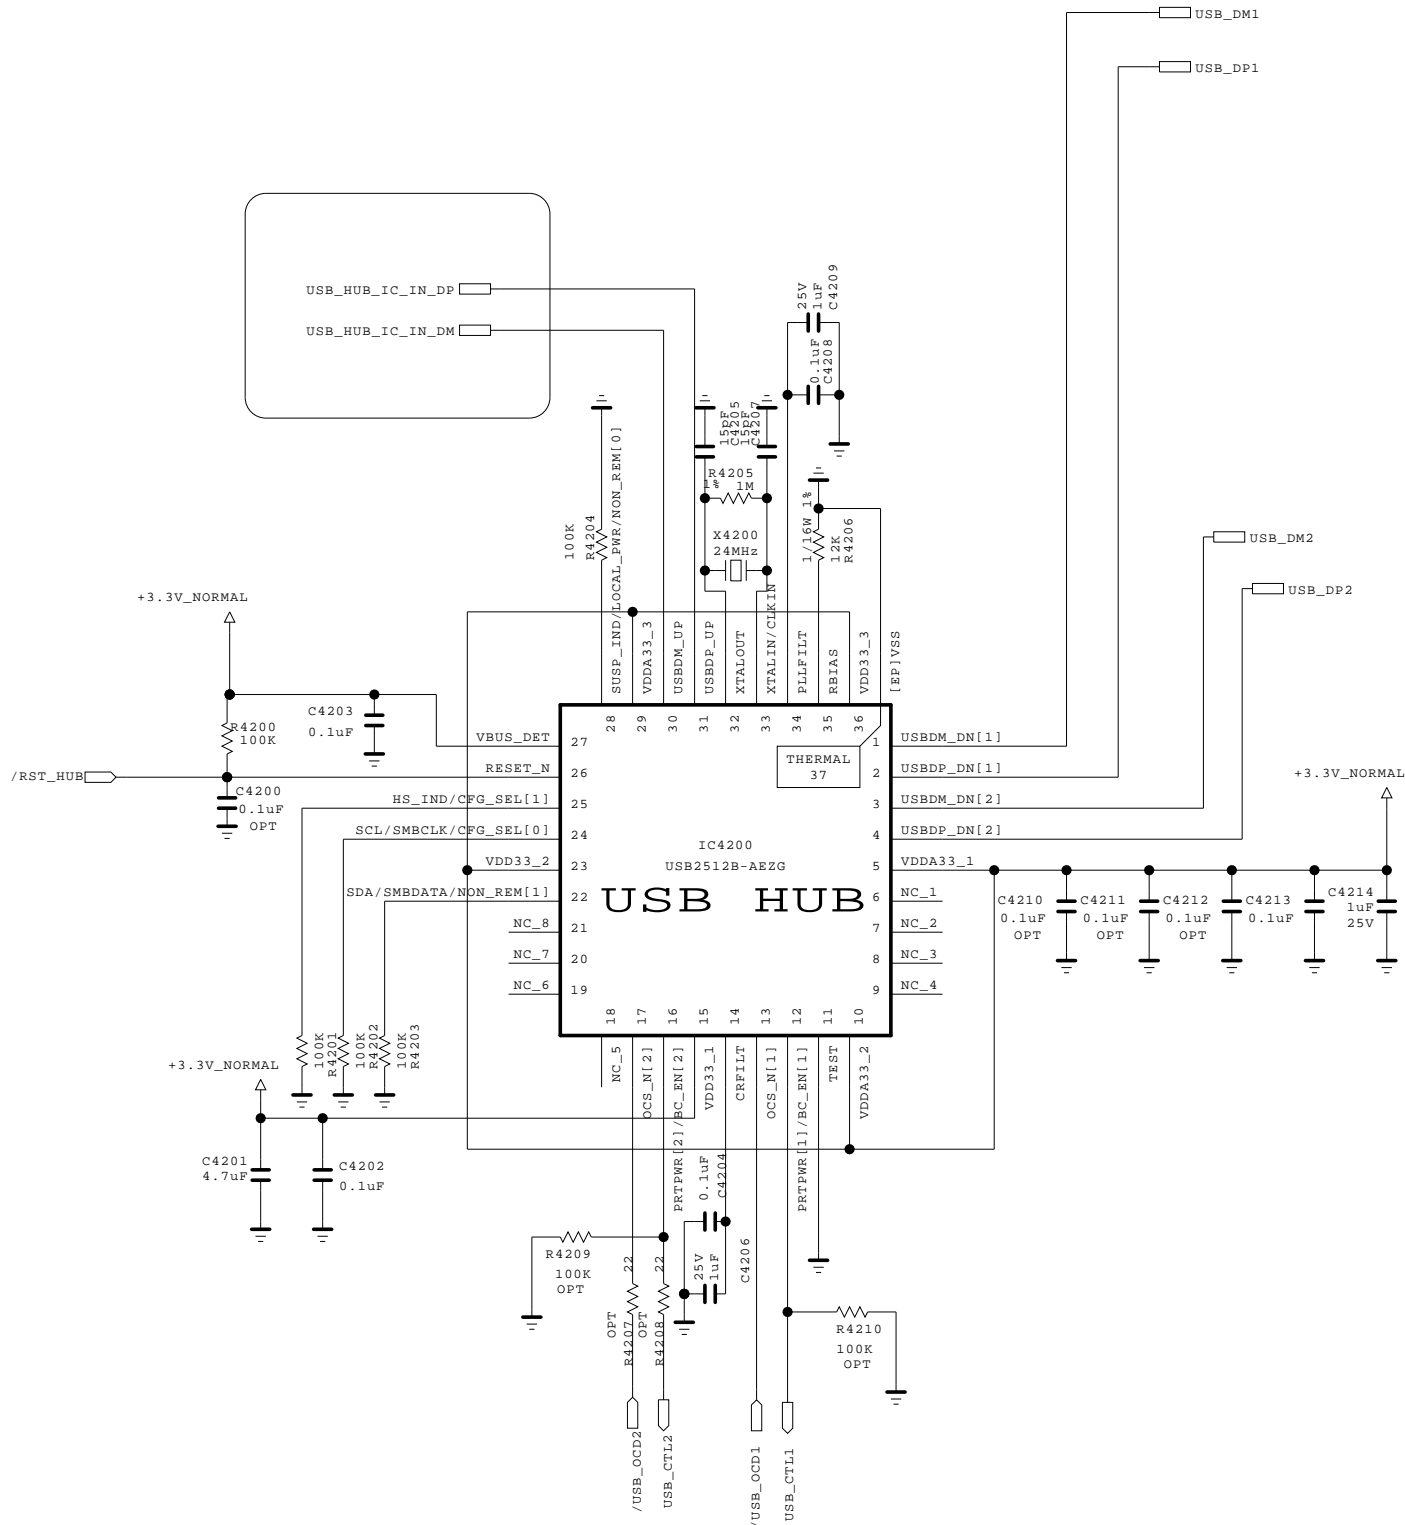 USB_DM1
USB_DP1
USB_HUB_IC_IN_DP
USB_HUB_IC_IN_DM
25V
1uF
C4209
0.1uF
C4208
15pF
C4205
15pF
C4207
R4205
1%
1M
X4200
24MHz
100K
R4204
1/16W 1%
12K
R4206
USB_DM2
USB_DP2
+3.3V_NORMAL
SUSP_IND/LOCAL_PWR/NON_REM[0]
VDDA33_3
USBDM_UP
USBDP_UP
XTALOUT
XTALIN/CLKIN
PLLFILT
RBIAS
VDD33_3
[EP]VSS
28
29
30
31
32
33
34
35
36
R4200
100K
C4203
0.1uF
/RST_HUB
C4200
0.1uF
OPT
VBUS_DET
27
RESET_N
26
HS_IND/CFG_SEL[1]
25
SCL/SMBCLK/CFG_SEL[0]
24
VDD33_2
23
SDA/SMBDATA/NON_REM[1]
22
NC_8
21
NC_7
20
NC_6
19
THERMAL
37
IC4200
USB2512B-AEZG
USB HUB
1
USBDM_DN[1]
2
USBDP_DN[1]
3
USBDM_DN[2]
4
USBDP_DN[2]
5
VDDA33_1
6
NC_1
7
NC_2
8
NC_3
9
NC_4
+3.3V_NORMAL
C4210
0.1uF
OPT
C4211
0.1uF
OPT
C4212
0.1uF
OPT
C4213
0.1uF
C4214
1uF
25V
18
17
16
15
14
13
12
11
10
NC_5
OCS_N[2]
PRTPWR[2]/BC_EN[2]
VDD33_1
CRFILT
OCS_N[1]
PRTPWR[1]/BC_EN[1]
TEST
VDDA33_2
100K
R4201
100K
R4202
100K
R4203
+3.3V_NORMAL
C4201
4.7uF
C4202
0.1uF
0.1uF
C4204
25V
1uF
C4206
R4209
100K
OPT
22
OPT
R4207
22
OPT
R4208
R4210
100K
OPT
/USB_OCD2
USB_CTL2
/USB_OCD1
USB_CTL1